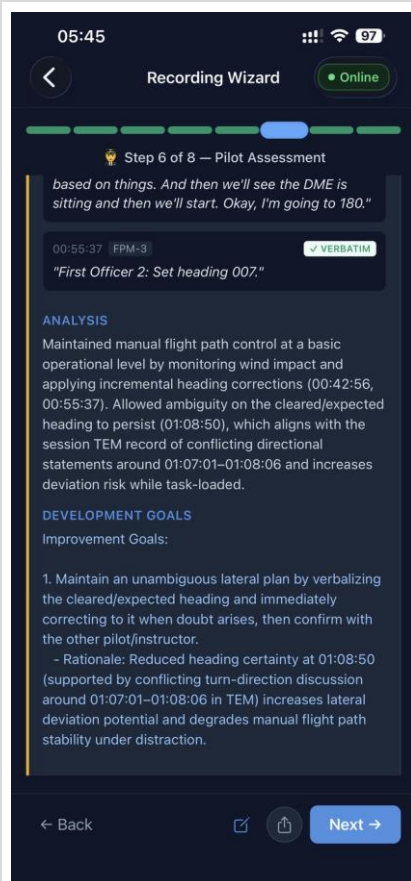 05:45
97
Recording Wizard
Online
Step 6 of 8 — Pilot Assessment
based on things. And then we'll see the DME is
sitting and then we'll start. Okay, I'm going to 180."
00:55:37 FPM-3 ✓ VERBATIM
"First Officer 2: Set heading 007."
ANALYSIS
Maintained manual flight path control at a basic
operational level by monitoring wind impact and
applying incremental heading corrections (00:42:56,
00:55:37). Allowed ambiguity on the cleared/expected
heading to persist (01:08:50), which aligns with the
session TEM record of conflicting directional
statements around 01:07:01–01:08:06 and increases
deviation risk while task-loaded.
DEVELOPMENT GOALS
Improvement Goals:
1. Maintain an unambiguous lateral plan by verbalizing
the cleared/expected heading and immediately
correcting to it when doubt arises, then confirm with
the other pilot/instructor.
- Rationale: Reduced heading certainty at 01:08:50
(supported by conflicting turn-direction discussion
around 01:07:01–01:08:06 in TEM) increases lateral
deviation potential and degrades manual flight path
stability under distraction.
← Back
Next →